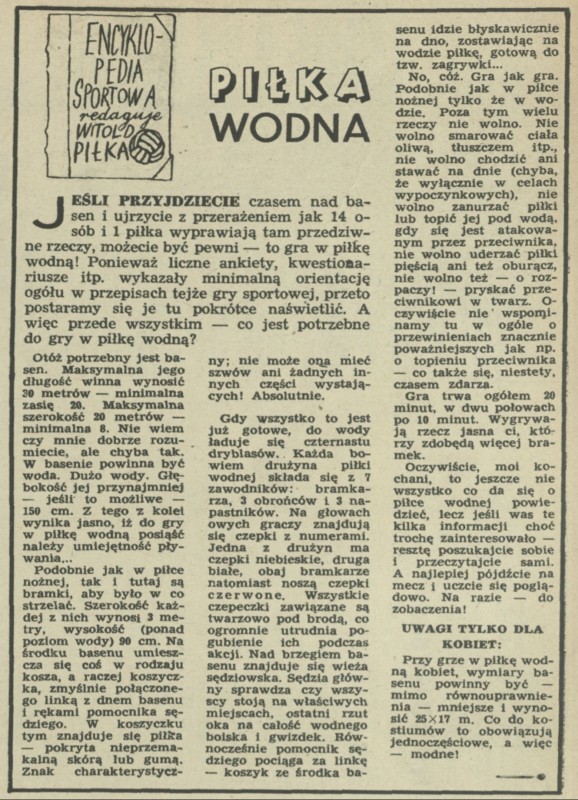 ENCYKLO-
PEDIA
SPORTOWA
redaguje
WITOLD
PIŁKA
PIŁKA
WODNA
JEŚLI PRZYJDZIECIE czasem nad ba-
sen i ujrzycie z przerażeniem jak 14 o-
sób i 1 piłka wyprawiają tam przedziw-
ne rzeczy, możecie być pewni — to gra w piłkę
wodną! Ponieważ liczne ankiety, kwestiona-
riusze itp. wykazały minimalną orientację
ogółu w przepisach tejże gry sportowej, przeto
postaramy się je tu pokrótce naświetlić. A
więc przede wszystkim — co jest potrzebne
do gry w piłkę wodną?
Otóż potrzebny jest ba-
sen. Maksymalna jego
długość winna wynosić
30 metrów — minimalna
zasię 20. Maksymalna
szerokość 20 metrów —
minimalna 8. Nie wiem
czy mnie dobrze rozu-
miecie, ale chyba tak.
W basenie powinna być
woda. Dużo wody. Głę-
bokość jej przynajmniej
— jeśli to możliwe —
150 cm. Z tego z kolei
wynika jasno, iż do gry
w piłkę wodną posiąść
należy umiejętność pły-
wania...
Podobnie jak w piłce
nożnej, tak i tutaj są
bramki, aby było w co
strzelać. Szerokość każ-
dej z nich wynosi 3 me-
try, wysokość (ponad
poziom wody) 90 cm. Na
środku basenu umiesz-
cza się coś w rodzaju
kosza, a raczej koszycz-
ka, zmyślnie połączone-
go linką z dnem basenu
i rękami pomocnika sę-
dziego. W koszyczku
tym znajduje się piłka
— pokryta nieprzema-
kalną skórą lub gumą.
Znak charakterystycz-
ny; nie może ona mieć
szwów ani żadnych in-
nych części wystają-
cych! Absolutnie.
Gdy wszystko to jest
już gotowe, do wody
ładuje się czternastu
dryblasów. Każda bo-
wiem drużyna piłki
wodnej składa się z 7
zawodników: bramka-
rza, 3 obrońców i 3 na-
pastników. Na głowach
owych graczy znajdują
się czepki z numerami.
Jedna z drużyn ma
czepki niebieskie, druga
białe, obaj bramkarze
natomiast noszą czepki
czerwone. Wszystkie
czepeczki zawiązane są
twarzowo pod brodą, co
ogromnie utrudnia po-
gubienie ich podczas
akcji. Nad brzegiem ba-
senu znajduje się wieża
sędziowska. Sędzia głów-
ny sprawdza czy wszy-
scy stoją na właściwych
miejscach, ostatni rzut
oka na całość wodnego
boiska i gwizdek. Rów-
nocześnie pomocnik sę-
dziego pociąga za linkę
— koszyk ze środka ba-
senu idzie błyskawicznie
na dno, zostawiając na
wodzie piłkę, gotową do
tzw. zagrywki...
No, cóż. Gra jak gra.
Podobnie jak w piłce
nożnej tylko że w wo-
dzie. Poza tym wielu
rzeczy nie wolno. Nie
wolno smarować ciała
oliwą, tłuszczem itp.,
nie wolno chodzić ani
stawać na dnie (chyba,
że wyłącznie w celach
wypoczynkowych), nie
wolno zanurzać piłki
lub topić jej pod wodą,
gdy się jest atakowa-
nym przez przeciwnika,
nie wolno uderzać piłki
pięścią ani też oburącz,
nie wolno też — o roz-
paczy! — pryskać prze-
ciwnikowi w twarz. O-
czywiście nie wspomi-
namy tu w ogóle o
przewinieniach znacznie
poważniejszych jak np.
o topieniu przeciwnika
— co także się, niestety,
czasem zdarza.
Gra trwa ogółem 20
minut, w dwu połowach
po 10 minut. Wygrywa-
ją rzecz jasna ci, któ-
rzy zdobędą więcej bra-
mek.
Oczywiście, moi ko-
chani, to jeszcze nie
wszystko co da się o
piłce wodnej powie-
dzieć, lecz jeśli was te
kilka informacji choć
trochę zainteresowało —
resztę poszukajcie sobie
i przeczytajcie sami.
A najlepiej pójdźcie na
mecz i uczcie się poglą-
dowo. Na razie — do
zobaczenia!
UWAGI TYLKO DLA
KOBIET:
Przy grze w piłkę wod-
ną kobiet, wymiary ba-
senu powinny być —
mimo równouprawnie-
nia — mniejsze i wyno-
sić 25×17 m. Co do ko-
stiumów to obowiązują
jednoczęściowe, a więc
— modne!